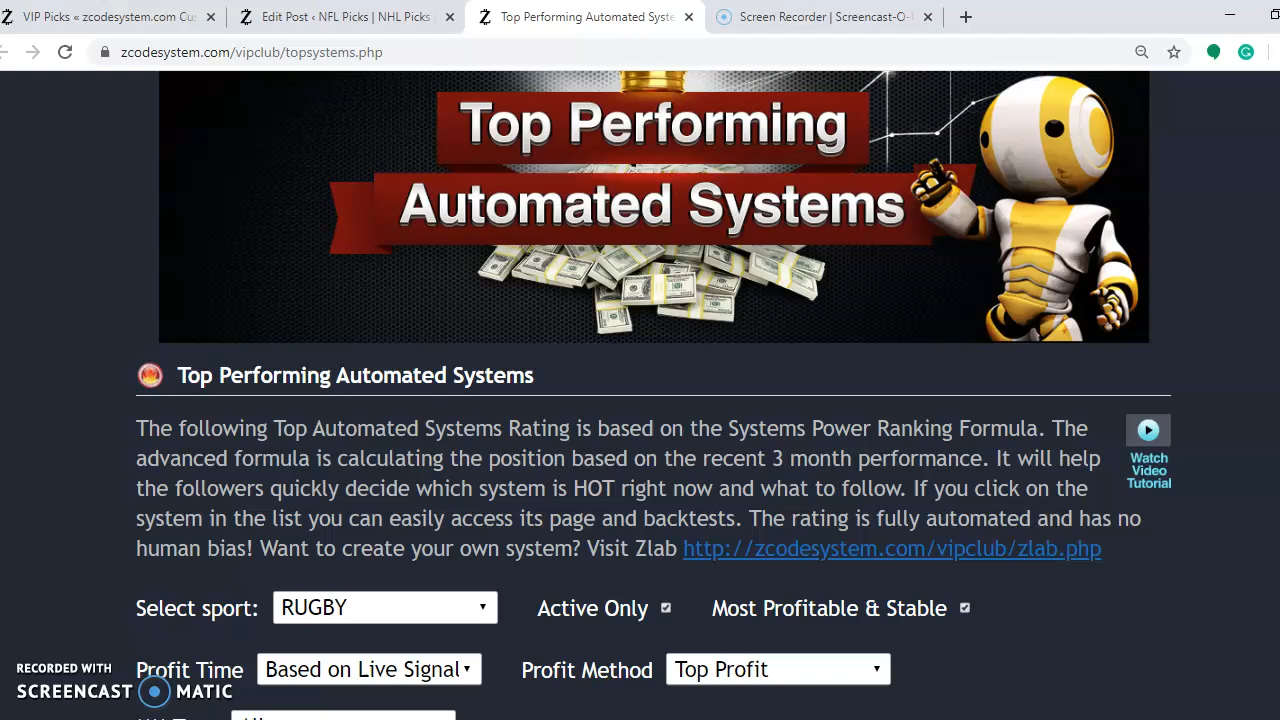 VIP Picks « zcodesystem.com Cu
Edit Post ‹ NFL Picks | NHL Picks
Top Performing Automated Syste
Screen Recorder | Screencast-O-
zcodesystem.com/vipclub/topsystems.php
Top Performing
Automated Systems
Top Performing Automated Systems
The following Top Automated Systems Rating is based on the Systems Power Ranking Formula. The
advanced formula is calculating the position based on the recent 3 month performance. It will help
the followers quickly decide which system is HOT right now and what to follow. If you click on the
system in the list you can easily access its page and backtests. The rating is fully automated and has no
human bias! Want to create your own system? Visit Zlab http://zcodesystem.com/vipclub/zlab.php
Watch
Video
Tutorial
Select sport: RUGBY Active Only Most Profitable & Stable
Profit Time Based on Live Signal Profit Method Top Profit
RECORDED WITH
SCREENCAST MATIC